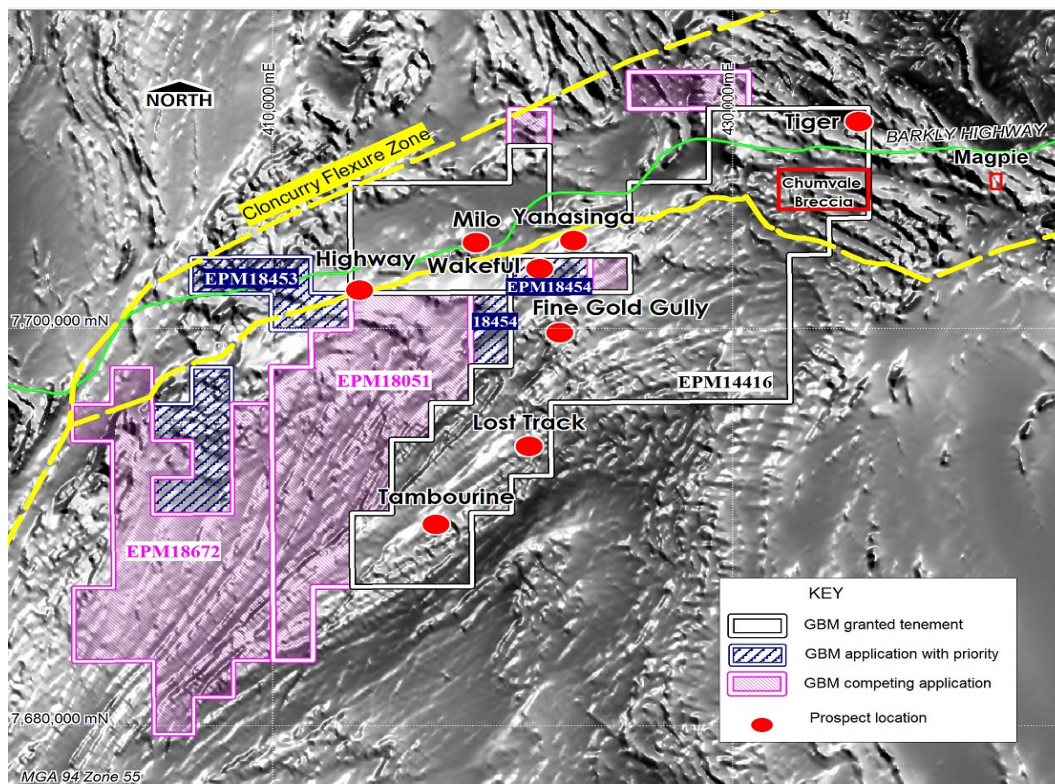 410,000 mE
430,000 mE
NORTH
Tiger
BARKLY HIGHWAY
Magpie
Cloncurry Flexure Zone
Chumvale
Breccia
Milo
Yanasinga
Highway
Wakeful
EPM18453
EPM18454
Fine Gold Gully
18454
7,700,000 mN
EPM18051
EPM14416
Lost Track
Tambourine
EPM18672
KEY
GBM granted tenement
GBM application with priority
GBM competing application
Prospect location
7,680,000 mN
MGA 94 Zone 55